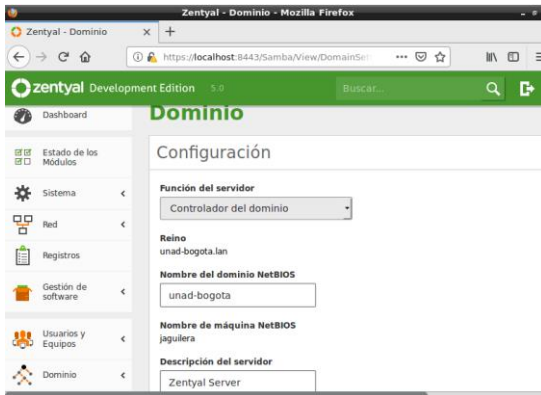 Zentyal - Dominio - Mozilla Firefox
Zentyal - Dominio
https://localhost:8443/Samba/View/DomainSe
zentyal Development Edition 5.0
Buscar...
Dashboard
Estado de los
Módulos
Sistema
Red
Registros
Gestión de
software
Usuarios y
Equipos
Dominio
Dominio
Configuración
Función del servidor
Controlador del dominio
Reino
unad-bogota.lan
Nombre del dominio NetBIOS
unad-bogota
Nombre de máquina NetBIOS
jaguilera
Descripción del servidor
Zentyal Server